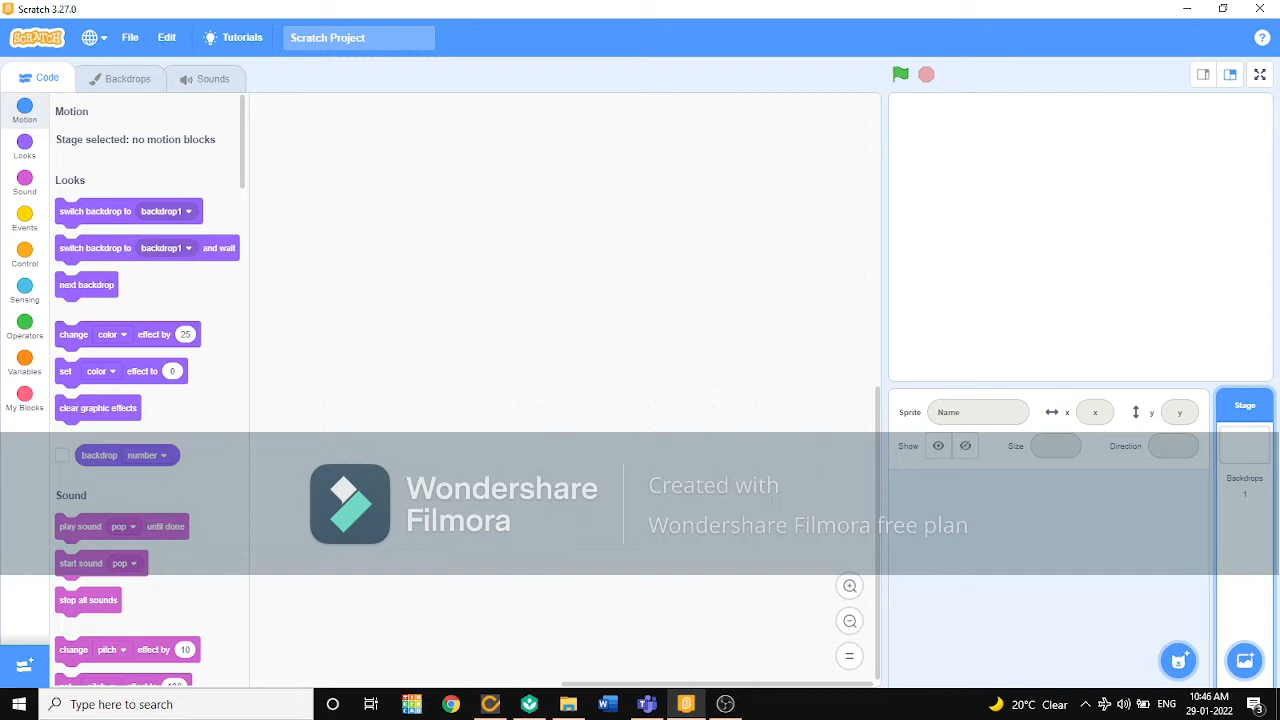 Scratch 3.27.0
SCRATCH
File
Edit
Tutorials
Scratch Project
?
Code
Backdrops
Sounds
Motion
Looks
Sound
Events
Control
Sensing
Operators
Variables
My Blocks
Motion
Stage selected: no motion blocks
Looks
switch backdrop to backdrop1
switch backdrop to backdrop1 and wait
next backdrop
change color effect by 25
set color effect to 0
clear graphic effects
backdrop number
Sound
play sound pop until done
start sound pop
stop all sounds
change pitch effect by 10
Wondershare
Filmora
Created with
Wondershare Filmora free plan
Sprite Name x x y y
Show Size Direction
Stage
Backdrops
1
Type here to search
20°C Clear
ENG
10:46 AM
29-01-2022
3